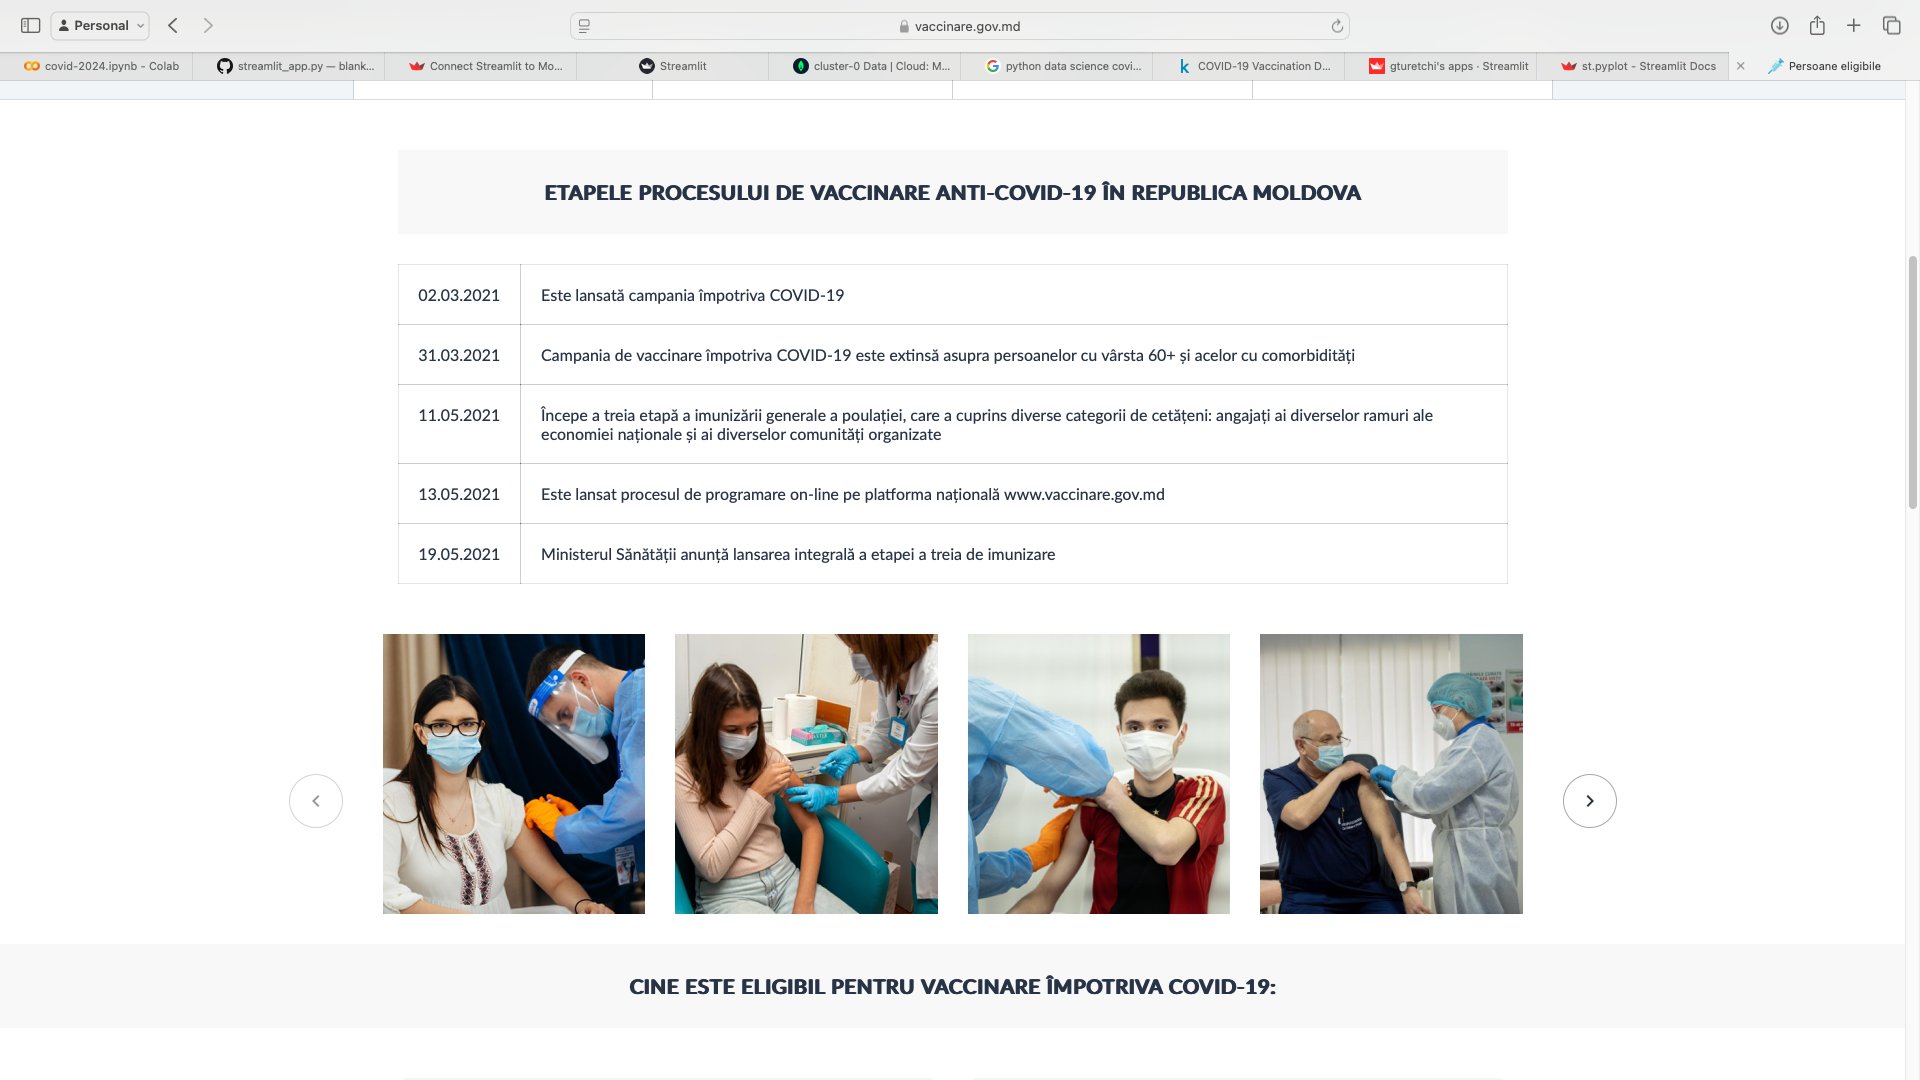 Personal
vaccinare.gov.md
covid-2024.ipynb - Colab
streamlit_app.py — blank...
Connect Streamlit to Mo...
Streamlit
cluster-0 Data | Cloud: M...
python data science covi...
COVID-19 Vaccination D...
gturetchi's apps · Streamlit
st.pyplot - Streamlit Docs
Persoane eligibile
ETAPELE PROCESULUI DE VACCINARE ANTI-COVID-19 ÎN REPUBLICA MOLDOVA
02.03.2021 Este lansată campania împotriva COVID-19
31.03.2021 Campania de vaccinare împotriva COVID-19 este extinsă asupra persoanelor cu vârsta 60+ și acelor cu comorbidități
11.05.2021 Începe a treia etapă a imunizării generale a poulației, care a cuprins diverse categorii de cetățeni: angajați ai diverselor ramuri ale
economiei naționale și ai diverselor comunități organizate
13.05.2021 Este lansat procesul de programare on-line pe platforma națională www.vaccinare.gov.md
19.05.2021 Ministerul Sănătății anunță lansarea integrală a etapei a treia de imunizare
CINE ESTE ELIGIBIL PENTRU VACCINARE ÎMPOTRIVA COVID-19: